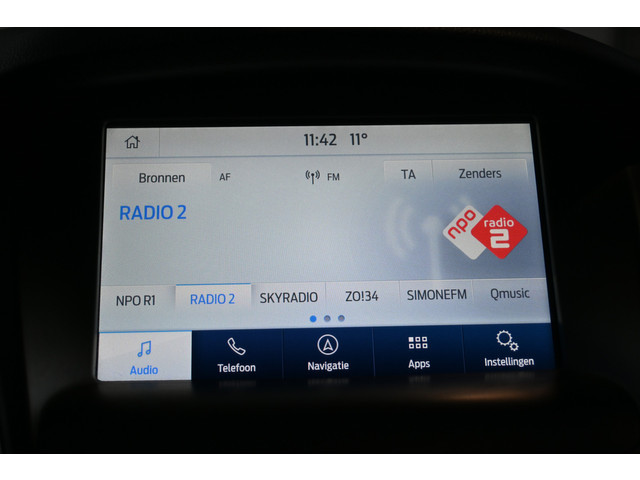 11:42 11°
Bronnen AF FM TA Zenders
RADIO 2
npo radio 2
NPO R1 RADIO 2 SKYRADIO ZO!34 SIMONEFM Qmusic
Audio Telefoon Navigatie Apps Instellingen